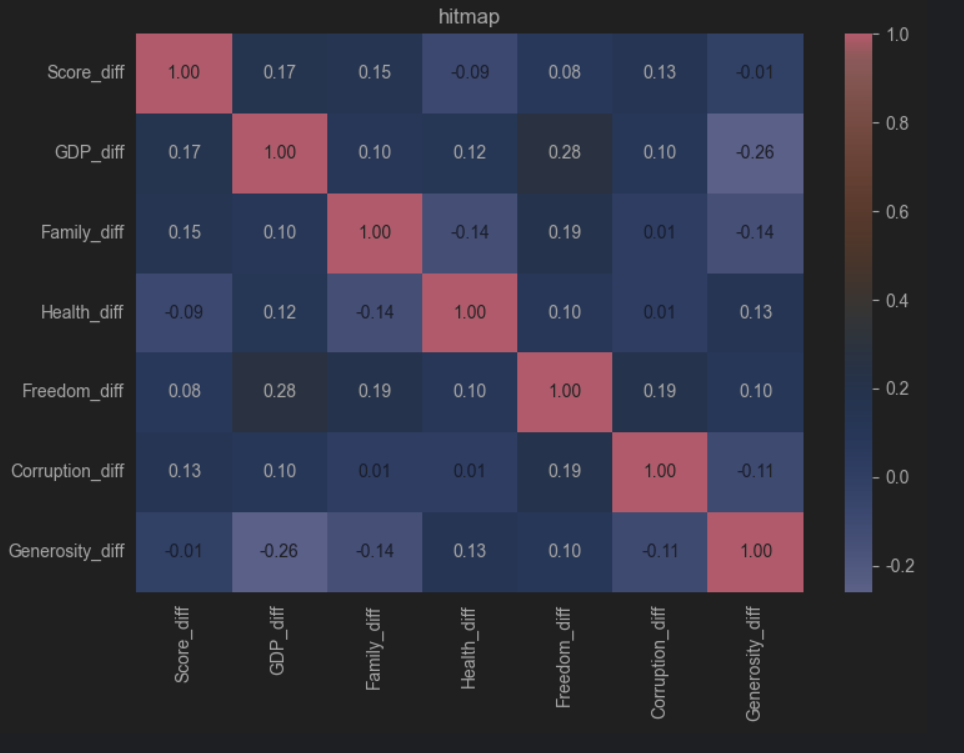 hitmap
Score_diff 1.00 0.17 0.15 -0.09 0.08 0.13 -0.01
GDP_diff 0.17 1.00 0.10 0.12 0.28 0.10 -0.26
Family_diff 0.15 0.10 1.00 -0.14 0.19 0.01 -0.14
Health_diff -0.09 0.12 -0.14 1.00 0.10 0.01 0.13
Freedom_diff 0.08 0.28 0.19 0.10 1.00 0.19 0.10
Corruption_diff 0.13 0.10 0.01 0.01 0.19 1.00 -0.11
Generosity_diff -0.01 -0.26 -0.14 0.13 0.10 -0.11 1.00
Score_diff GDP_diff Family_diff Health_diff Freedom_diff Corruption_diff Generosity_diff
1.0
0.8
0.6
0.4
0.2
0.0
-0.2